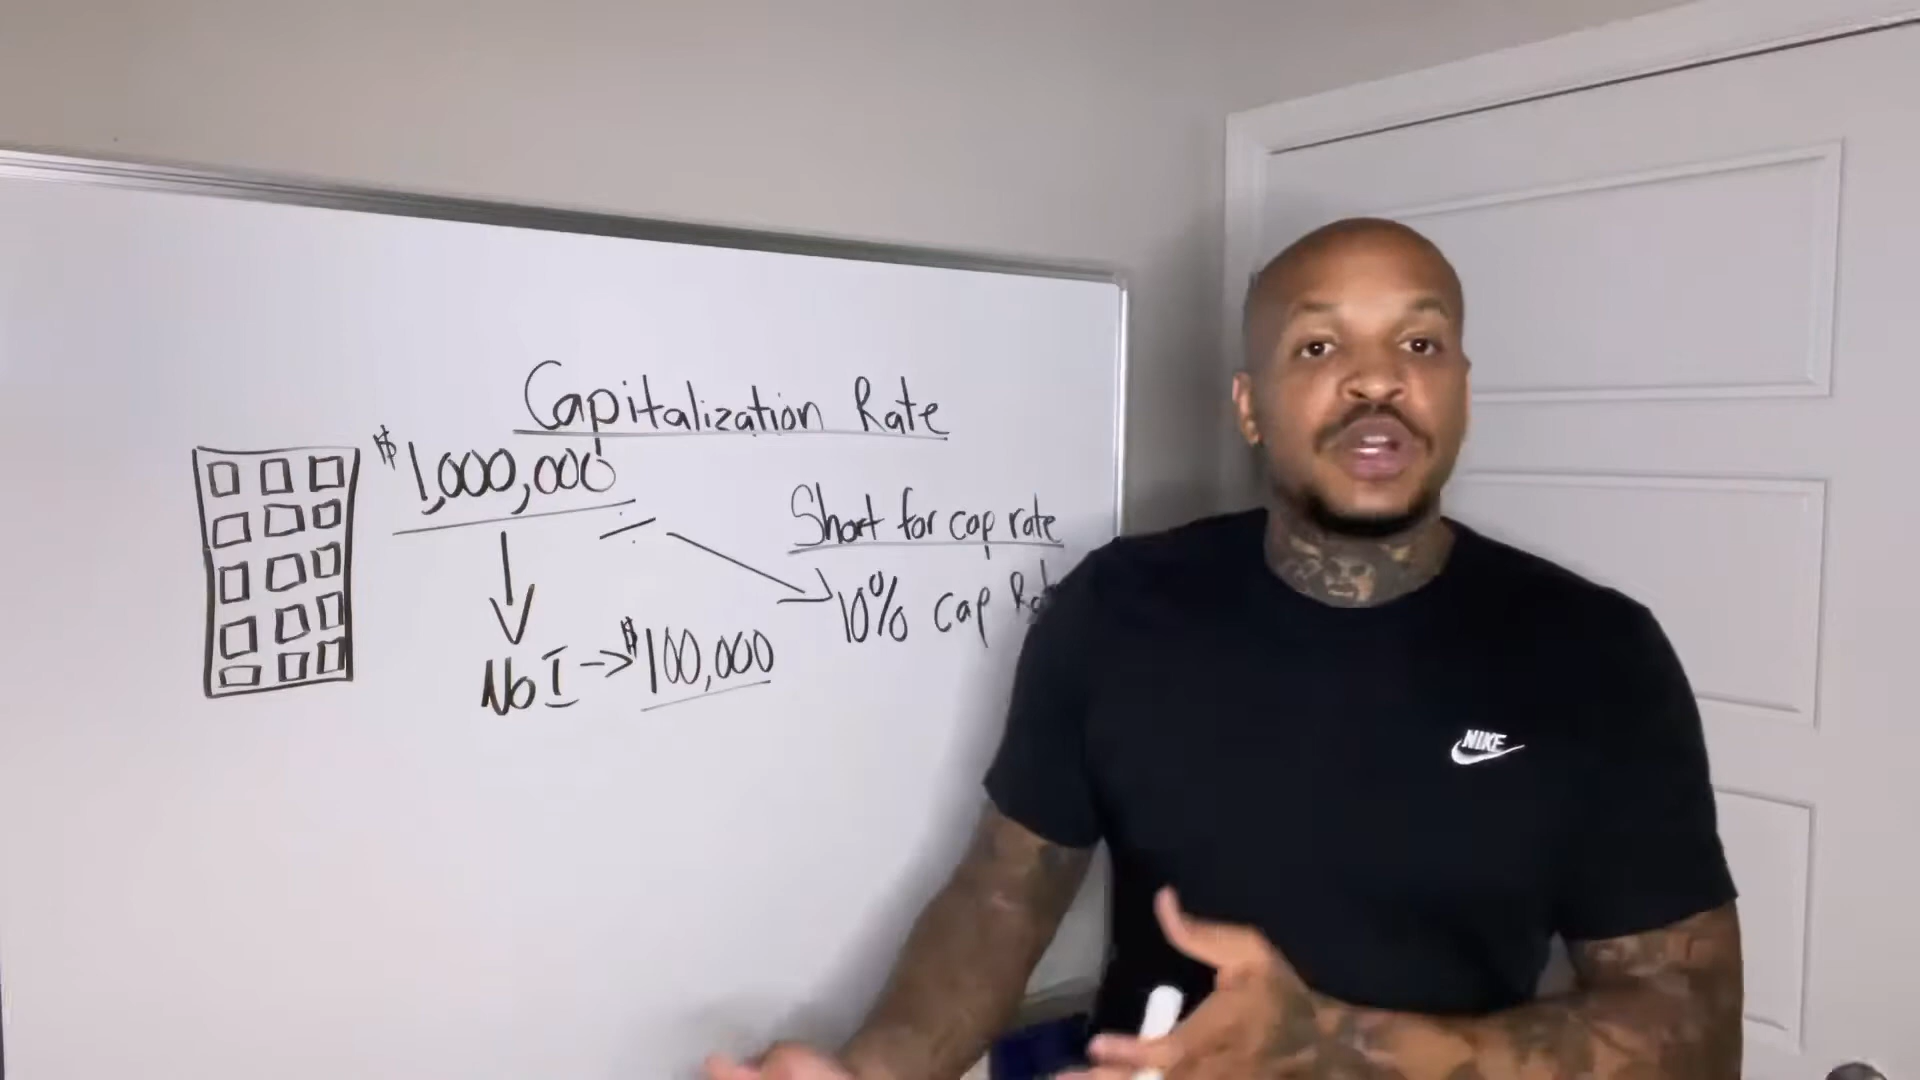 Capitalization Rate
$1,000,000
Short for cap rate
10% Cap
NOI → $100,000
NIKE